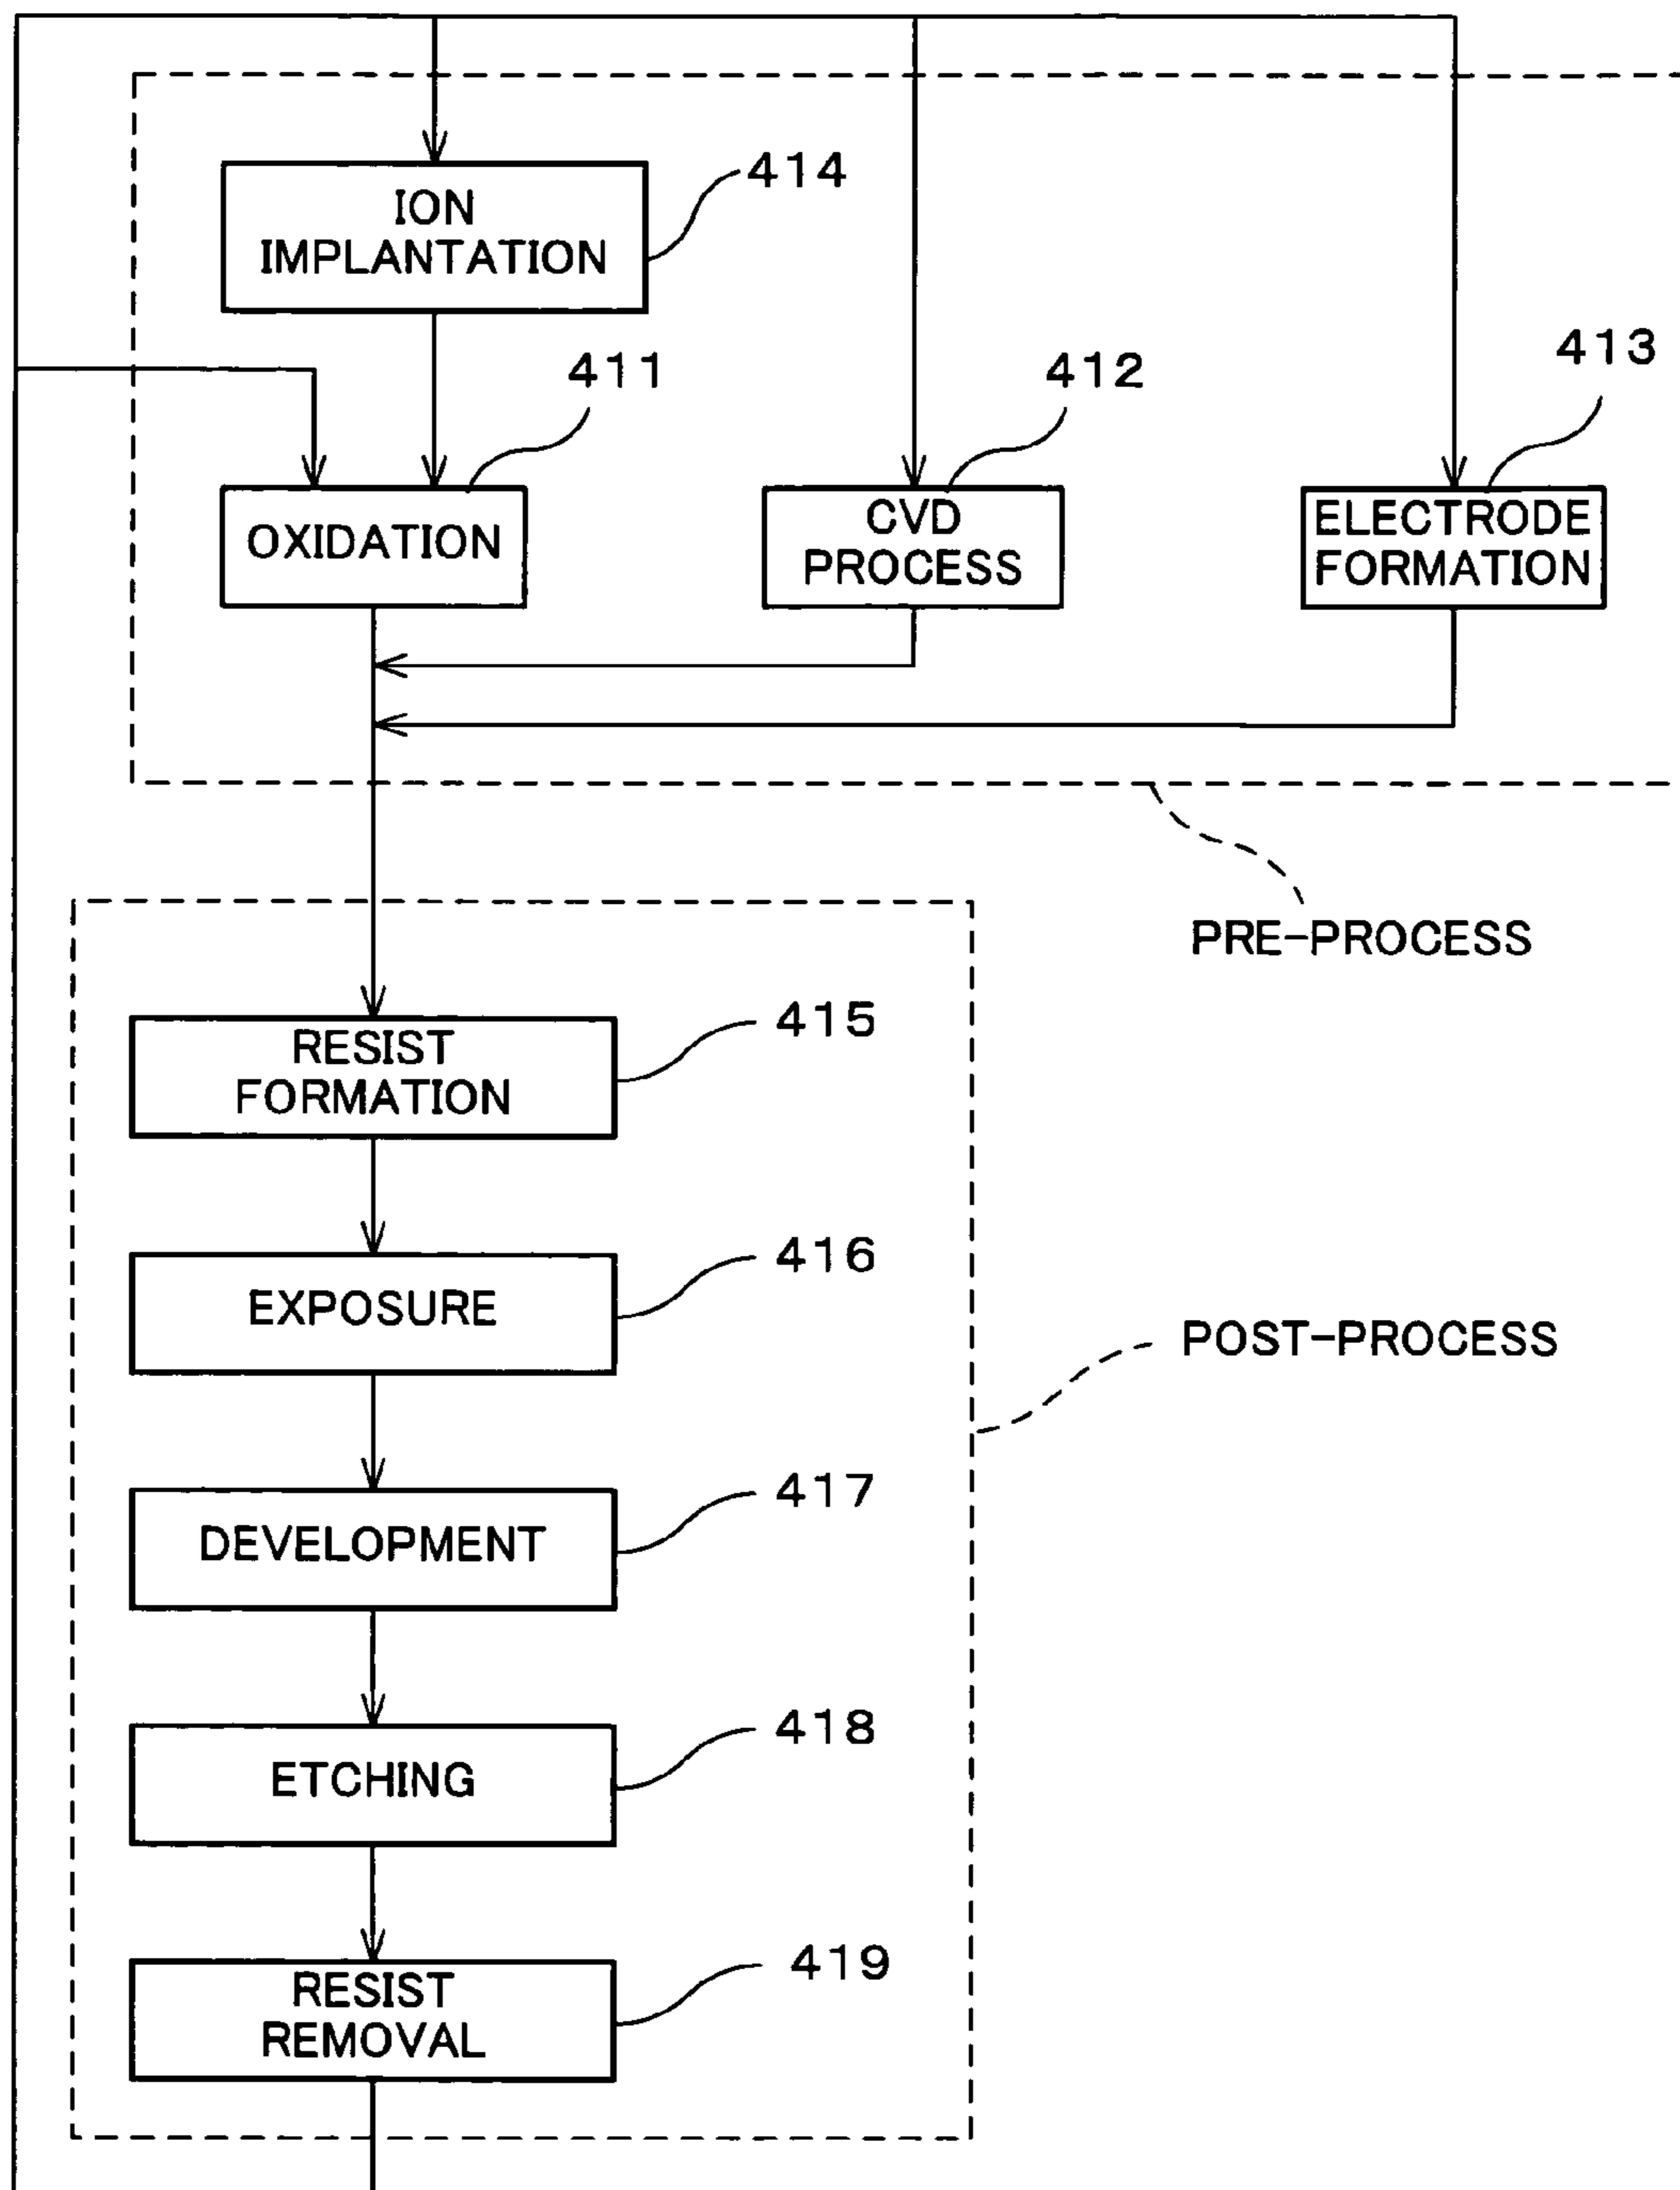 414
ION
IMPLANTATION
411
412
413
OXIDATION
CVD
PROCESS
ELECTRODE
FORMATION
PRE-PROCESS
415
RESIST
FORMATION
416
EXPOSURE
POST-PROCESS
417
DEVELOPMENT
418
ETCHING
419
RESIST
REMOVAL